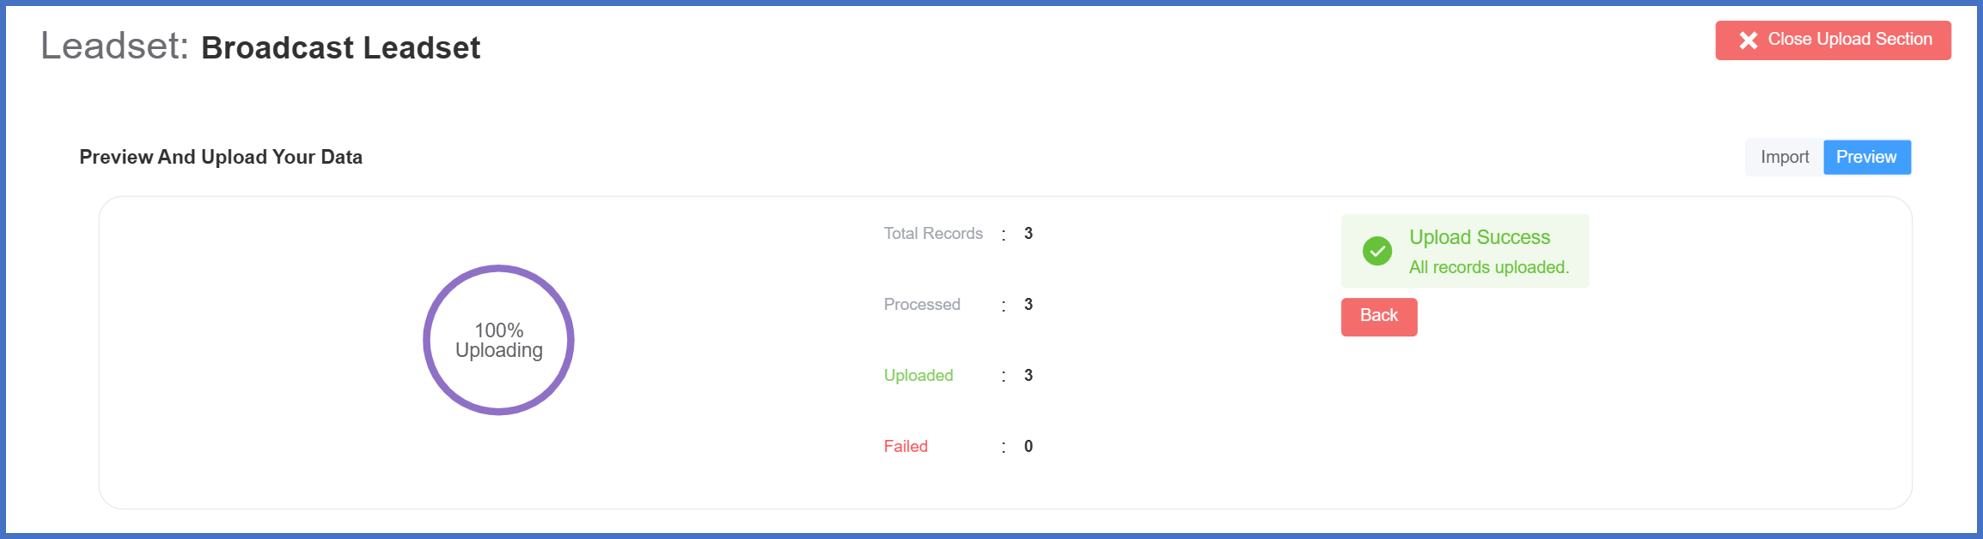 Leadset: Broadcast Leadset
Close Upload Section
Preview And Upload Your Data
Import
Preview
100%
Uploading
Total Records : 3
Processed : 3
Uploaded : 3
Failed : 0
Upload Success
All records uploaded.
Back